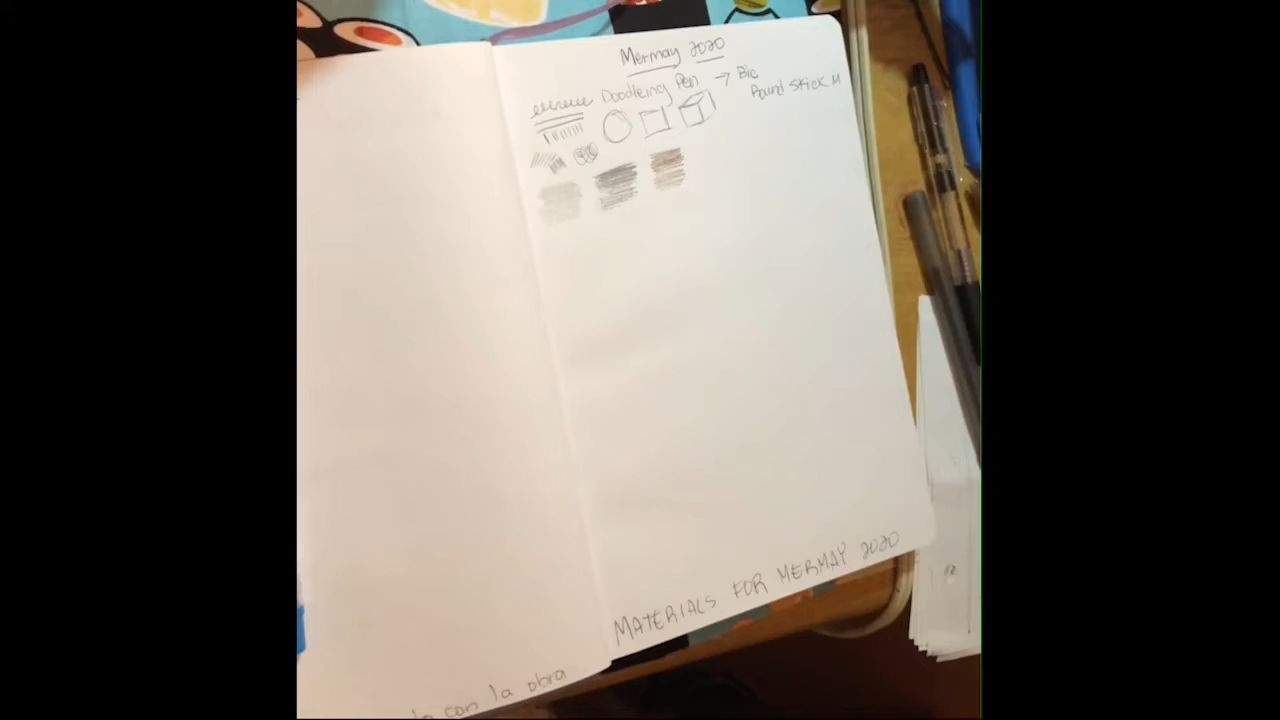 Mermay 2020
Doodleing Pen → Bic
Round Stick M
MATERIALS FOR MERMAY 2020
con la obra